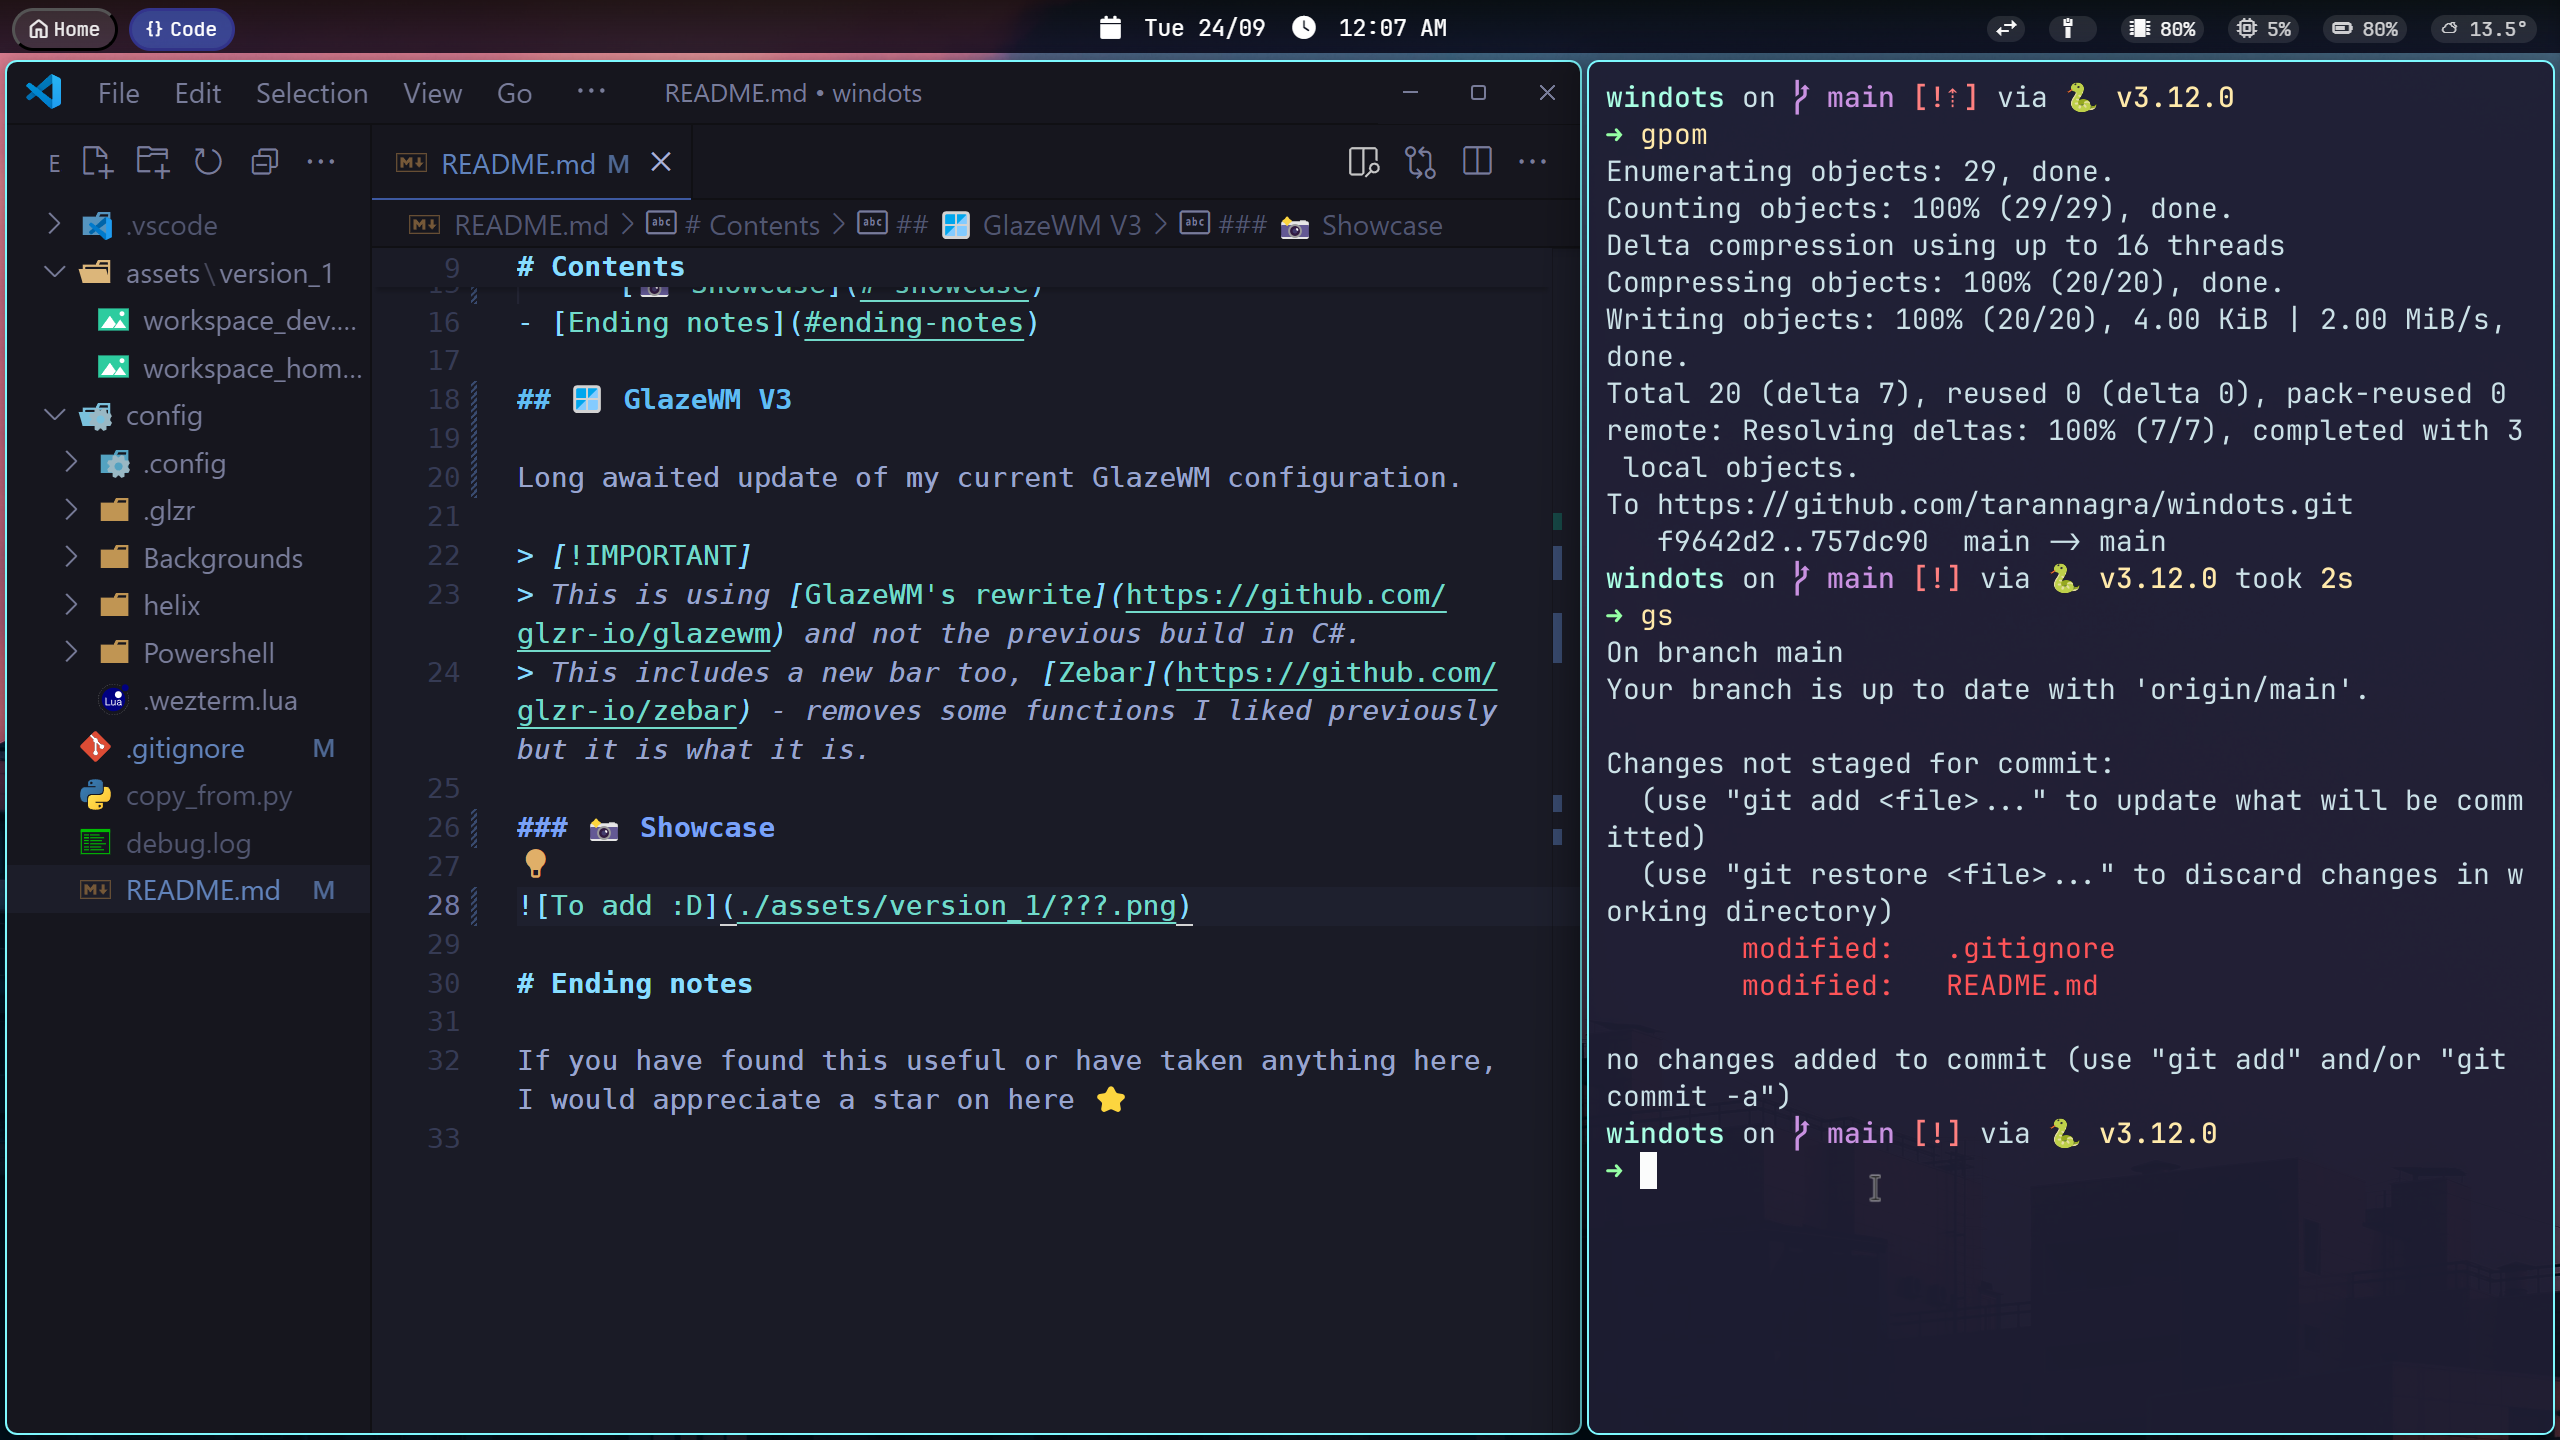 Home
{} Code
Tue 24/09
12:07 AM
80%
5%
80%
13.5°
File Edit Selection View Go ···
README.md • windots
E
README.md M
README.md > # Contents > ## GlazeWM V3 > ### Showcase
.vscode
assets\version_1
workspace_dev....
workspace_hom...
config
.config
.glzr
Backgrounds
helix
Powershell
.wezterm.lua
.gitignore M
copy_from.py
debug.log
README.md M
9 # Contents
15 - [📷 Showcase](#-showcase)
16 - [Ending notes](#ending-notes)
17
18 ## 🪟 GlazeWM V3
19
20 Long awaited update of my current GlazeWM configuration.
21
22 > [!IMPORTANT]
23 > This is using [GlazeWM's rewrite](https://github.com/
glzr-io/glazewm) and not the previous build in C#.
24 > This includes a new bar too, [Zebar](https://github.com/
glzr-io/zebar) - removes some functions I liked previously
but it is what it is.
25
26 ### 📸 Showcase
27
28 ![To add :D](./assets/version_1/???.png)
29
30 # Ending notes
31
32 If you have found this useful or have taken anything here,
I would appreciate a star on here ⭐
33
windots on main [!⇡] via 🐍 v3.12.0
➜ gpom
Enumerating objects: 29, done.
Counting objects: 100% (29/29), done.
Delta compression using up to 16 threads
Compressing objects: 100% (20/20), done.
Writing objects: 100% (20/20), 4.00 KiB | 2.00 MiB/s,
done.
Total 20 (delta 7), reused 0 (delta 0), pack-reused 0
remote: Resolving deltas: 100% (7/7), completed with 3
local objects.
To https://github.com/tarannagra/windots.git
f9642d2..757dc90  main -> main
windots on main [!] via 🐍 v3.12.0 took 2s
➜ gs
On branch main
Your branch is up to date with 'origin/main'.
Changes not staged for commit:
(use "git add <file>..." to update what will be comm
itted)
(use "git restore <file>..." to discard changes in w
orking directory)
modified:   .gitignore
modified:   README.md
no changes added to commit (use "git add" and/or "git
commit -a")
windots on main [!] via 🐍 v3.12.0
➜